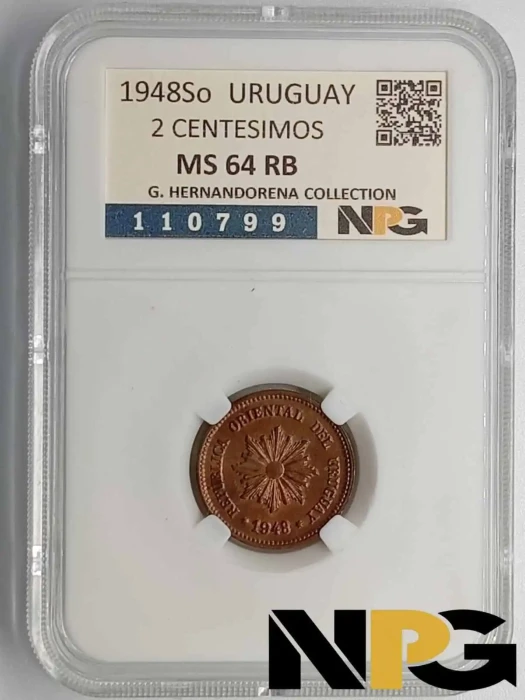 1948So URUGUAY
2 CENTESIMOS
MS 64 RB
G. HERNANDORENA COLLECTION
110799 NPG
REPUBLICA ORIENTAL DEL URUGUAY
1948
NPG